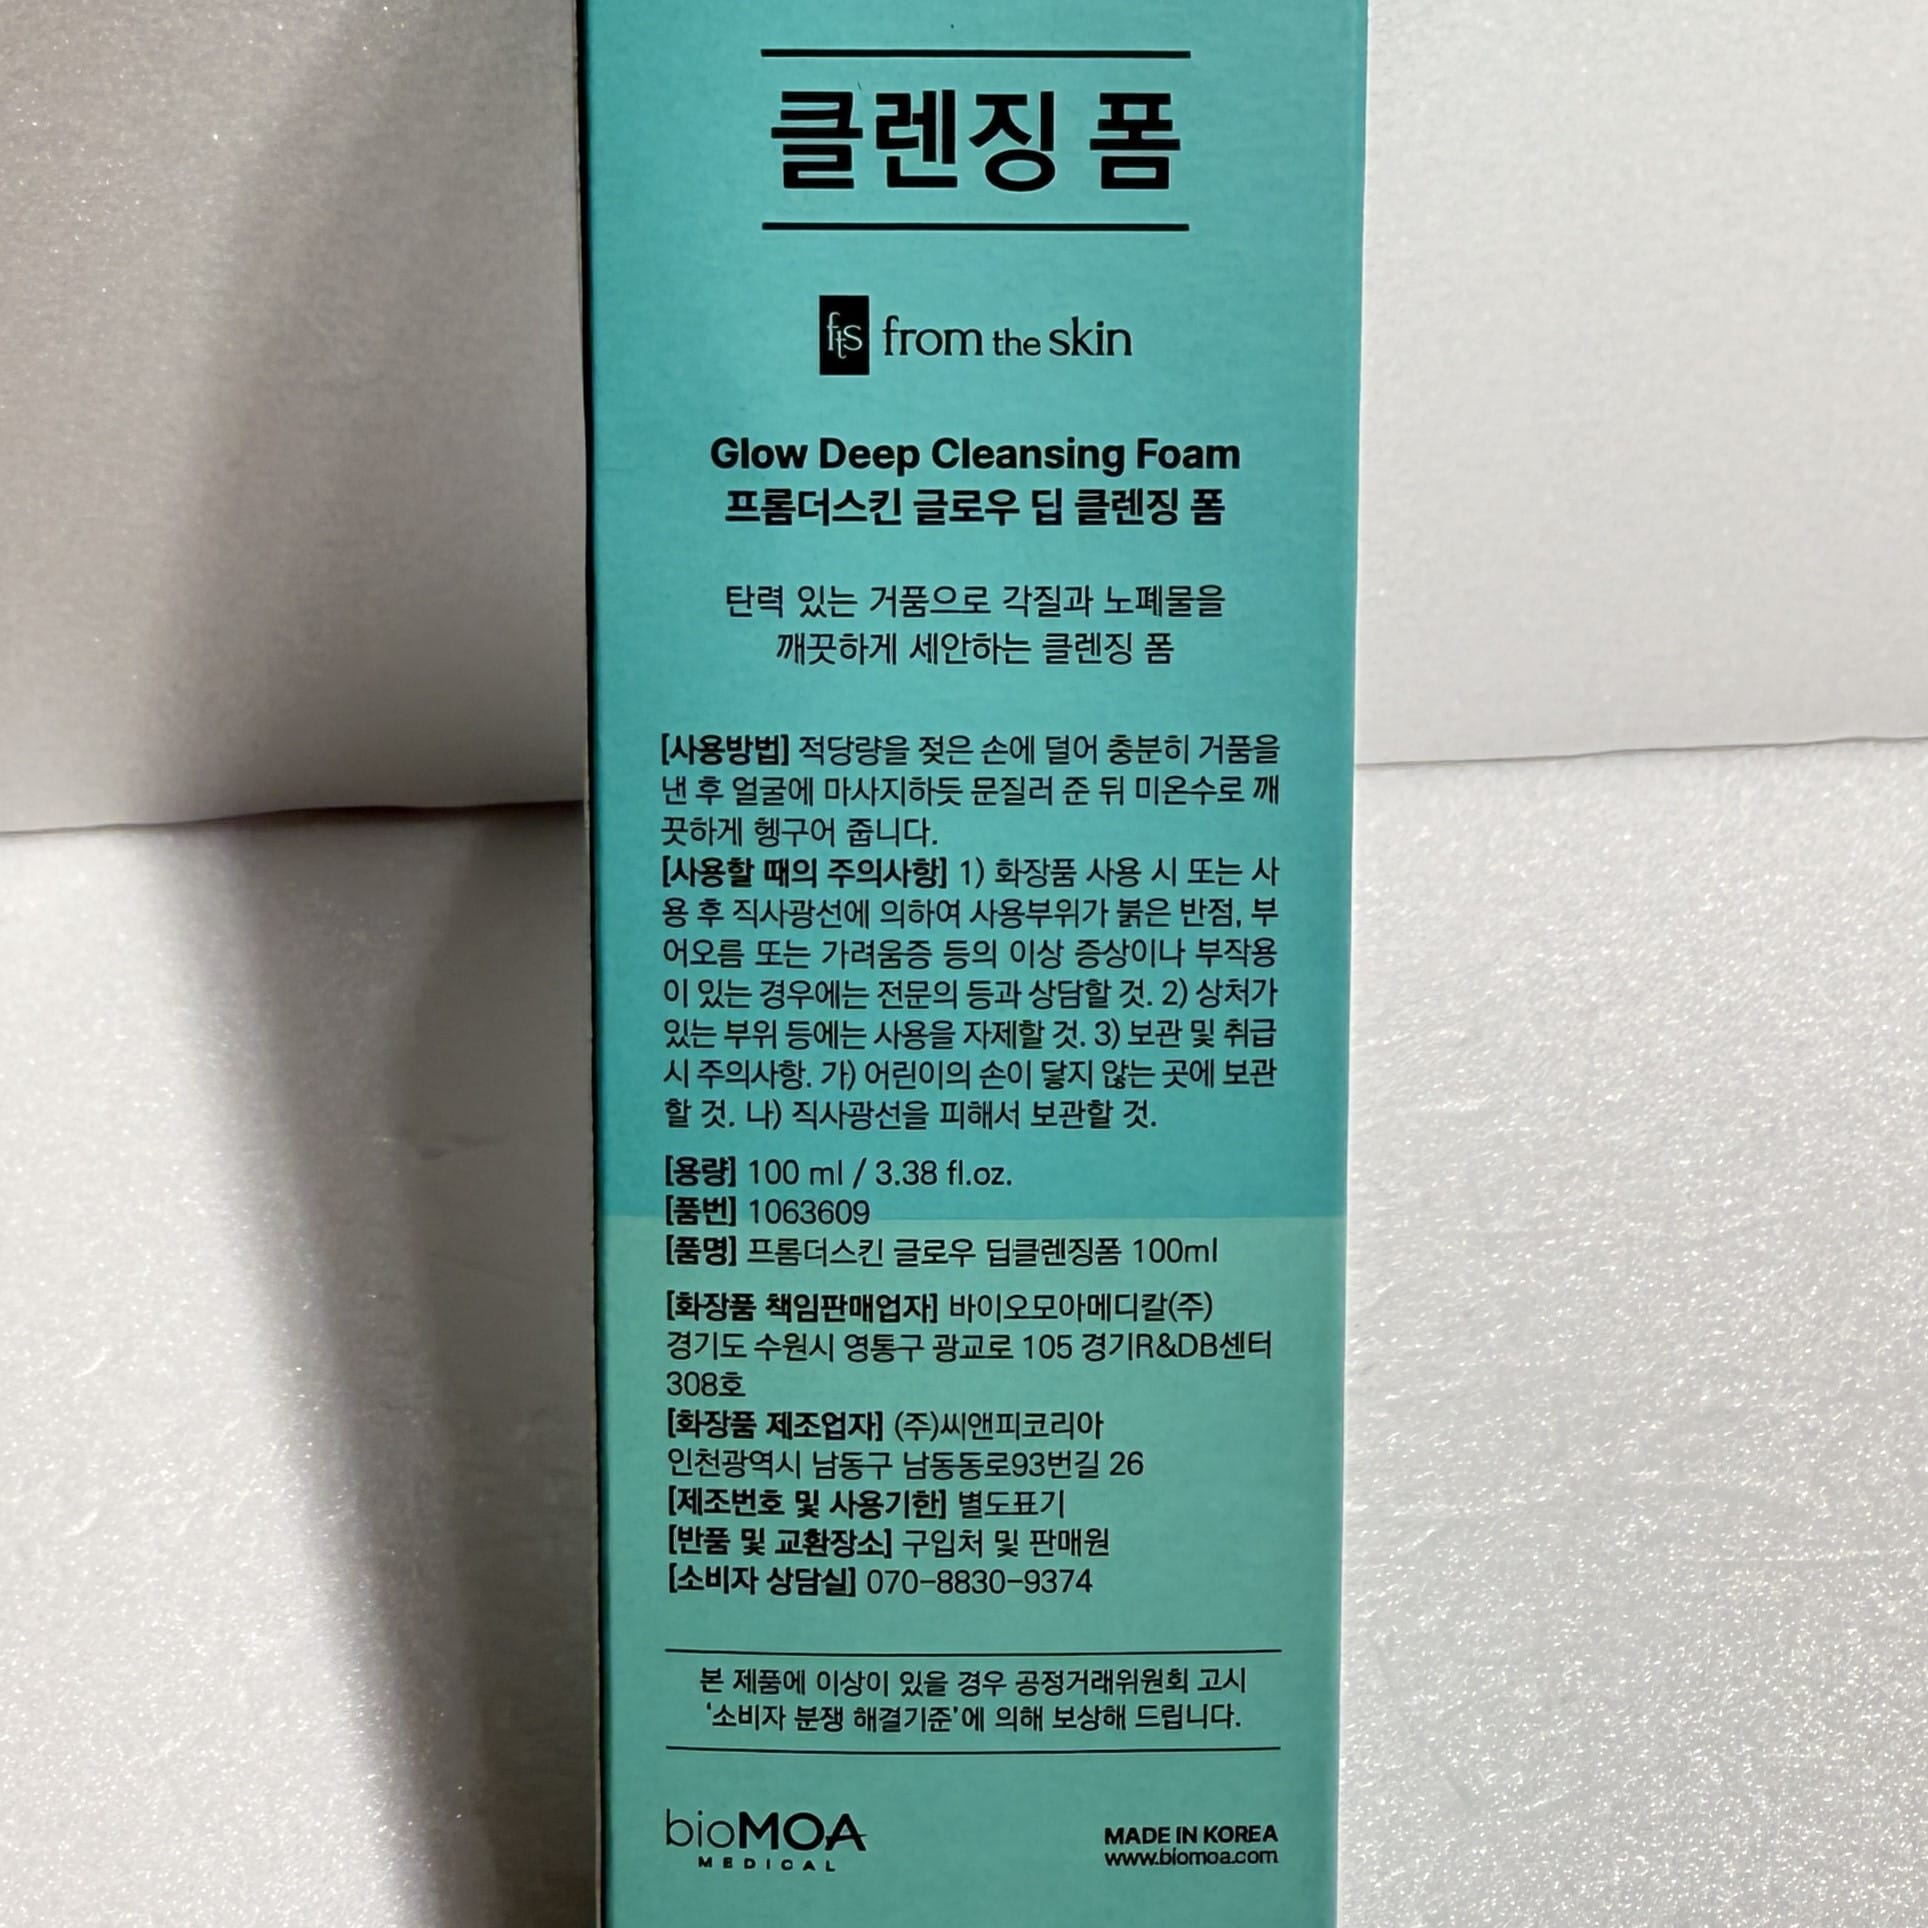 클렌징 폼
fts from the skin
Glow Deep Cleansing Foam
프롬더스킨 글로우 딥 클렌징 폼
탄력 있는 거품으로 각질과 노폐물을
깨끗하게 세안하는 클렌징 폼
[사용방법] 적당량을 젖은 손에 덜어 충분히 거품을
낸 후 얼굴에 마사지하듯 문질러 준 뒤 미온수로 깨
끗하게 헹구어 줍니다.
[사용할 때의 주의사항] 1) 화장품 사용 시 또는 사
용 후 직사광선에 의하여 사용부위가 붉은 반점, 부
어오름 또는 가려움증 등의 이상 증상이나 부작용
이 있는 경우에는 전문의 등과 상담할 것. 2) 상처가
있는 부위 등에는 사용을 자제할 것. 3) 보관 및 취급
시 주의사항. 가) 어린이의 손이 닿지 않는 곳에 보관
할 것. 나) 직사광선을 피해서 보관할 것.
[용량] 100 ml / 3.38 fl.oz.
[품번] 1063609
[품명] 프롬더스킨 글로우 딥클렌징폼 100ml
[화장품 책임판매업자] 바이오모아메디칼(주)
경기도 수원시 영통구 광교로 105 경기R&DB센터
308호
[화장품 제조업자] (주)씨앤피코리아
인천광역시 남동구 남동동로93번길 26
[제조번호 및 사용기한] 별도표기
[반품 및 교환장소] 구입처 및 판매원
[소비자 상담실] 070-8830-9374
본 제품에 이상이 있을 경우 공정거래위원회 고시
'소비자 분쟁 해결기준'에 의해 보상해 드립니다.
bioMOA
MEDICAL
MADE IN KOREA
www.biomoa.com